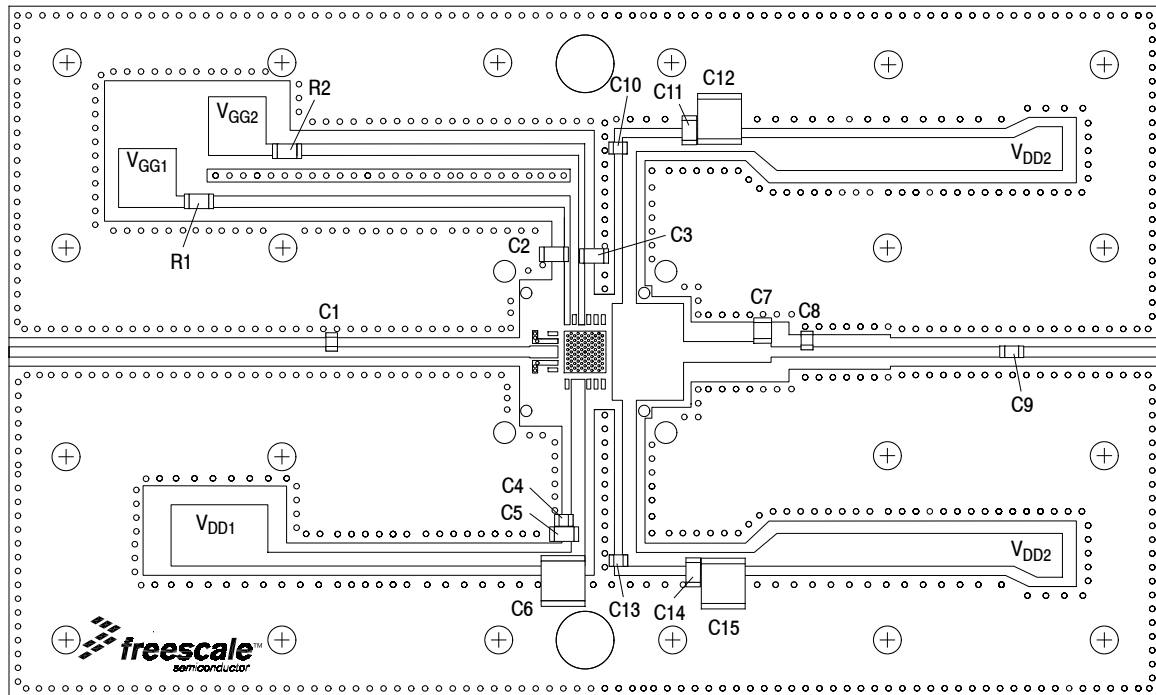 C10
C11
C12
R2
VGG2
VGG1
VDD2
R1
C2
C3
C1
C7
C8
C9
C4
C5
VDD1
C6
C13
C14
C15
VDD2
freescale™
semiconductor